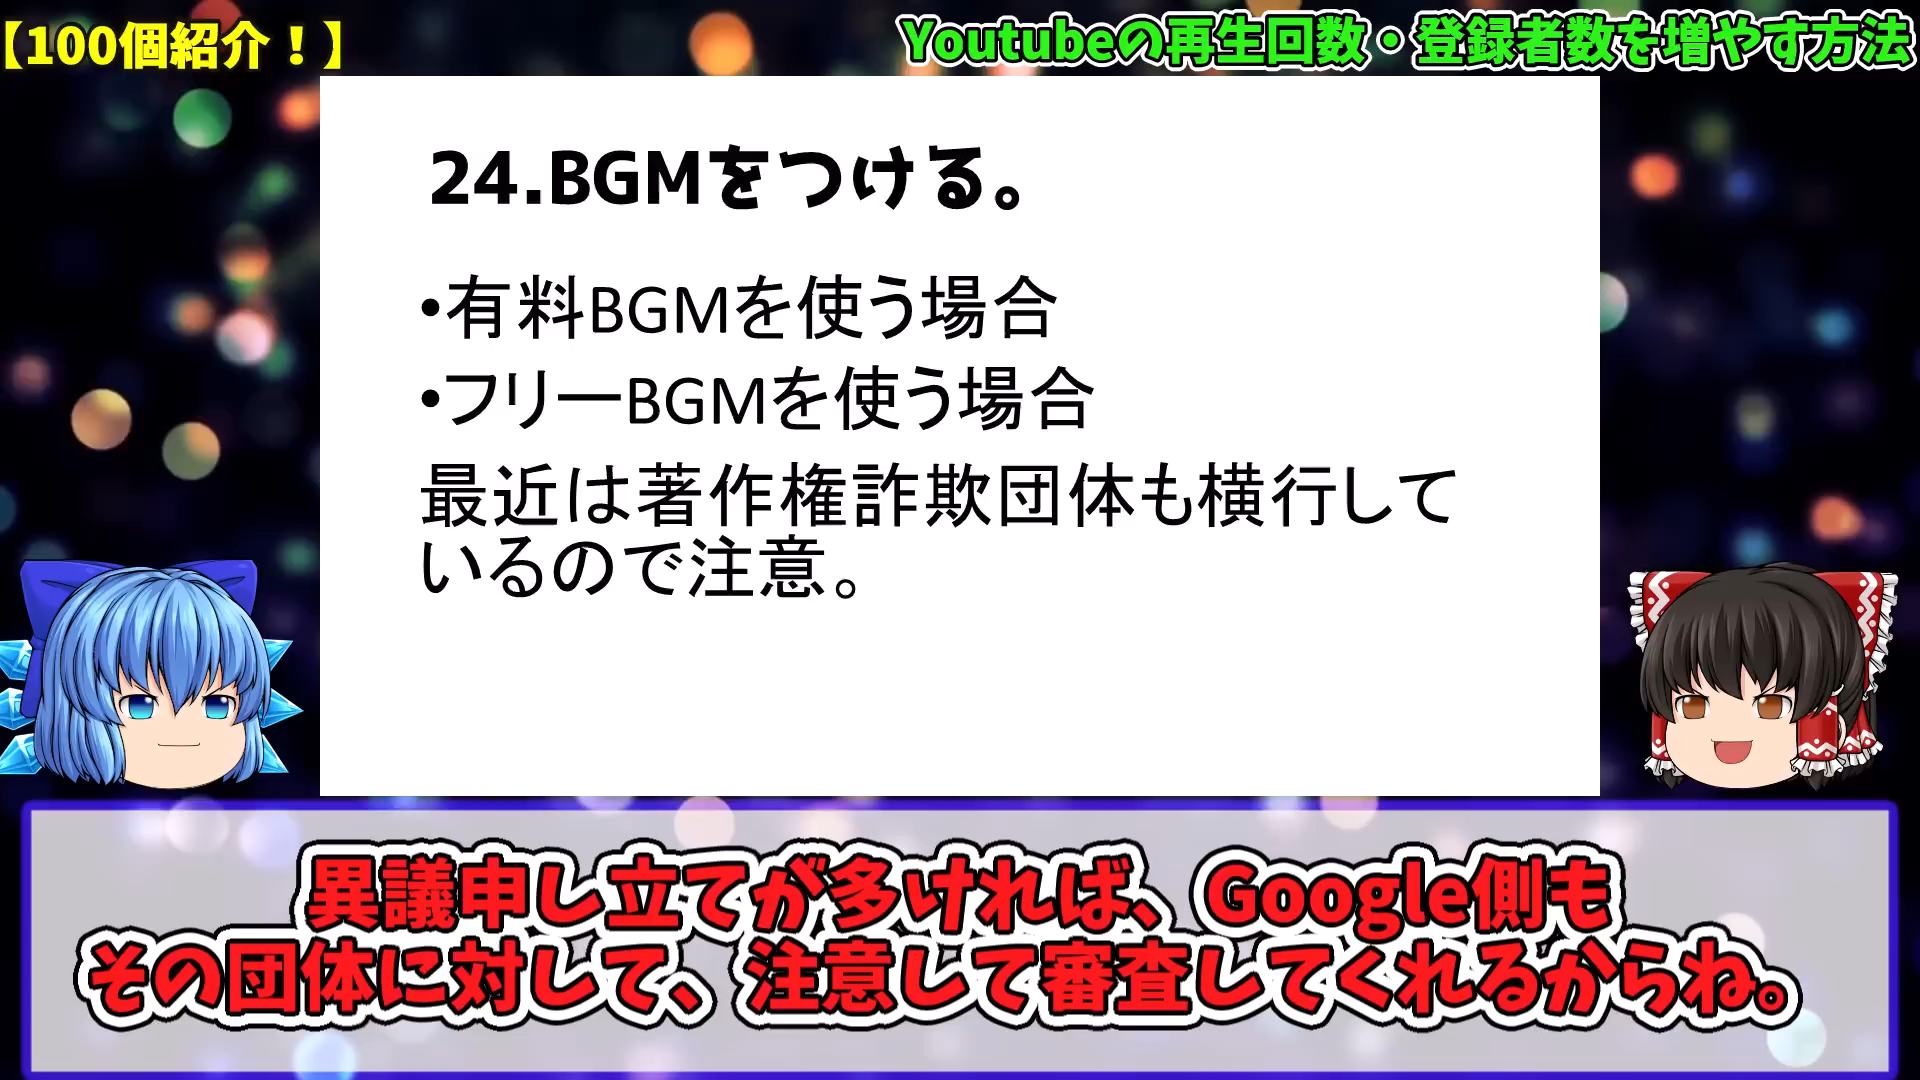 【100個紹介！】
Youtubeの再生回数・登録者数を増やす方法
24.BGMをつける。
•有料BGMを使う場合
•フリーBGMを使う場合
最近は著作権詐欺団体も横行して
いるので注意。
異議申し立てが多ければ、Google側も
その団体に対して、注意して審査してくれるからね。